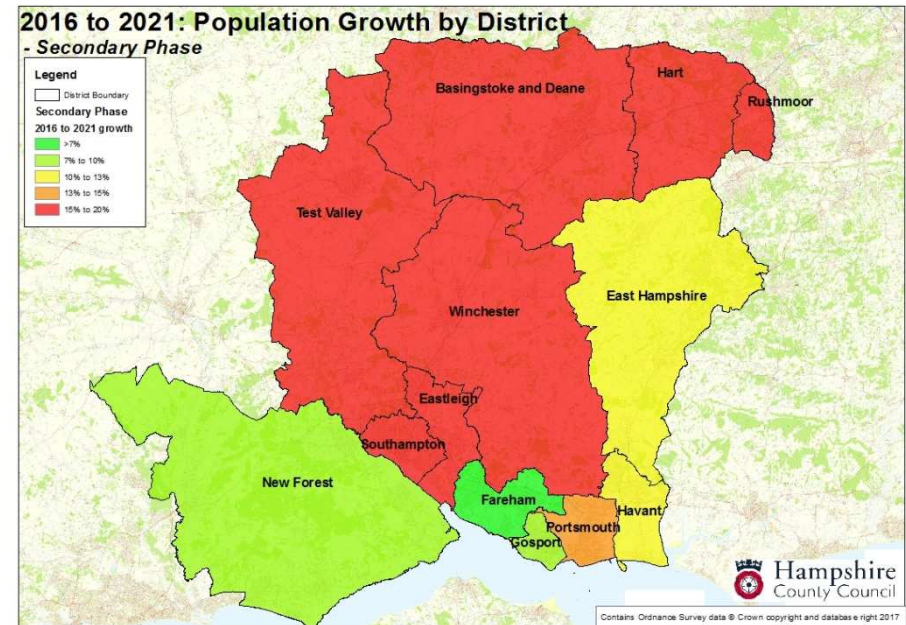 2016 to 2021: Population Growth by District
- Secondary Phase
Legend
District Boundary
Secondary Phase
2016 to 2021 growth
>7%
7% to 10%
10% to 13%
13% to 15%
15% to 20%
Basingstoke and Deane
Hart
Rushmoor
Test Valley
East Hampshire
Winchester
Eastleigh
Southampton
New Forest
Fareham
Havant
Portsmouth
Gosport
Hampshire
County Council
Contains Ordnance Survey data © Crown copyright and database right 2017